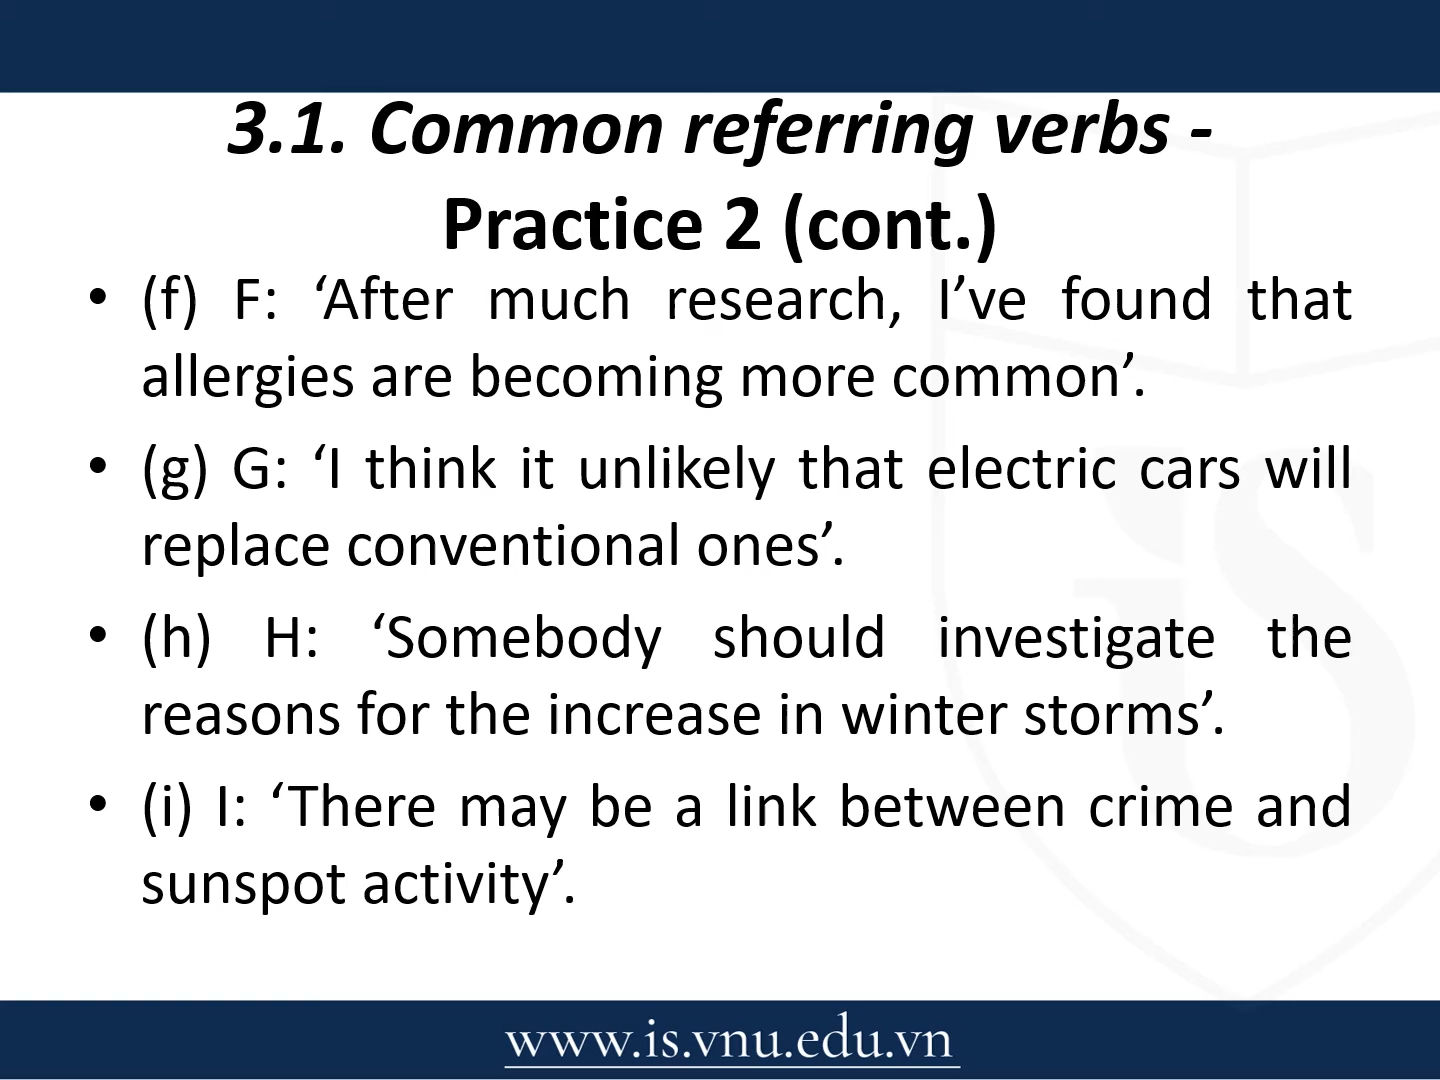 3.1. Common referring verbs -
Practice 2 (cont.)
• (f) F: ‘After much research, I’ve found that
allergies are becoming more common’.
• (g) G: ‘I think it unlikely that electric cars will
replace conventional ones’.
• (h) H: ‘Somebody should investigate the
reasons for the increase in winter storms’.
• (i) I: ‘There may be a link between crime and
sunspot activity’.
iS
www.is.vnu.edu.vn